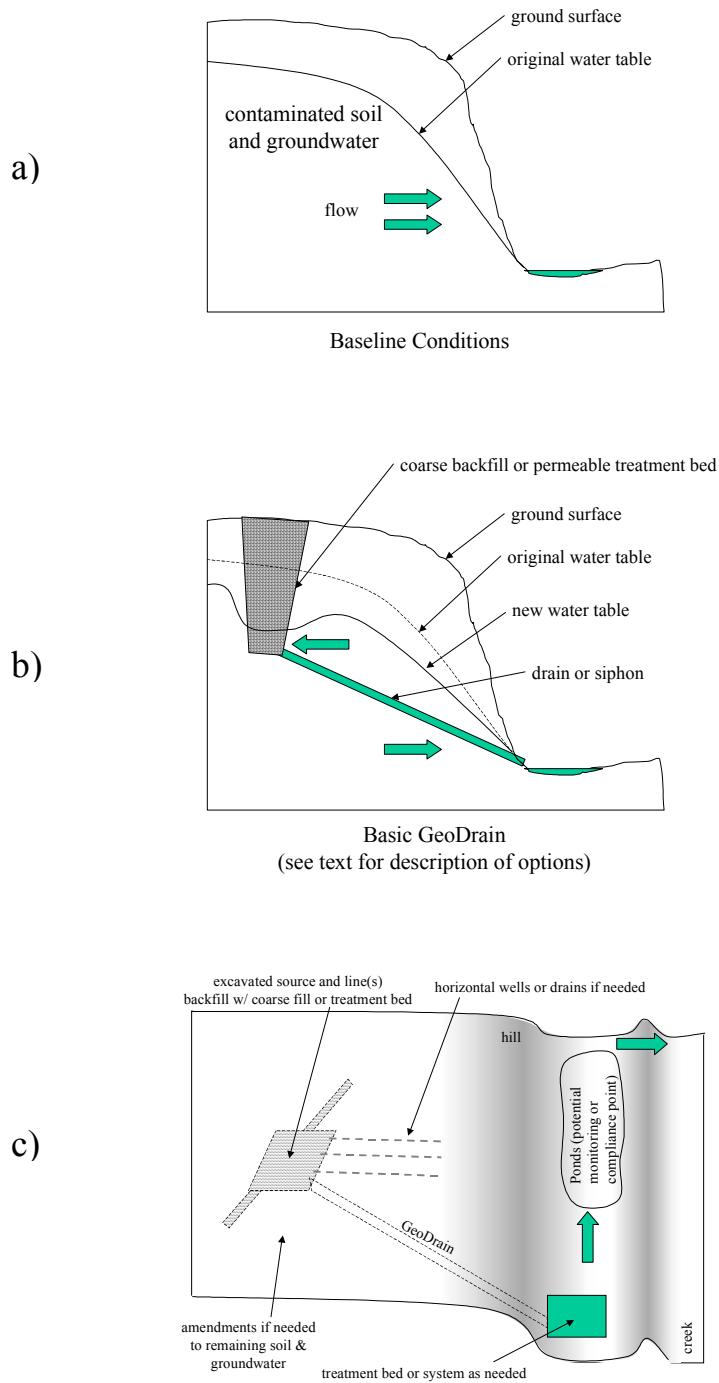 a)
ground surface
original water table
contaminated soil
and groundwater
flow
Baseline Conditions
b)
coarse backfill or permeable treatment bed
ground surface
original water table
new water table
drain or siphon
Basic GeoDrain
(see text for description of options)
c)
excavated source and line(s)
backfill w/ coarse fill or treatment bed
horizontal wells or drains if needed
hill
Ponds (potential
monitoring or
compliance point)
GeoDrain
amendments if needed
to remaining soil &
groundwater
treatment bed or system as needed
creek